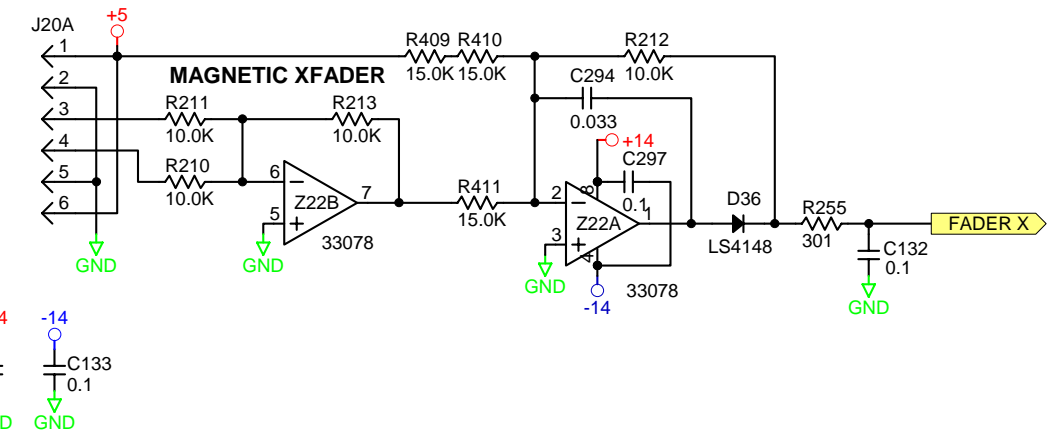 J20A
+5
1
2
3
4
5
6
GND
MAGNETIC XFADER
R211
10.0K
R210
10.0K
R213
10.0K
6
5
7
Z22B
33078
GND
R409
15.0K
R410
15.0K
R411
15.0K
R212
10.0K
C294
0.033
+14
C297
0.1
2
3
8
4
1
Z22A
33078
GND
-14
D36
LS4148
R255
301
C132
0.1
GND
FADER X
4
-14
C133
0.1
D
GND